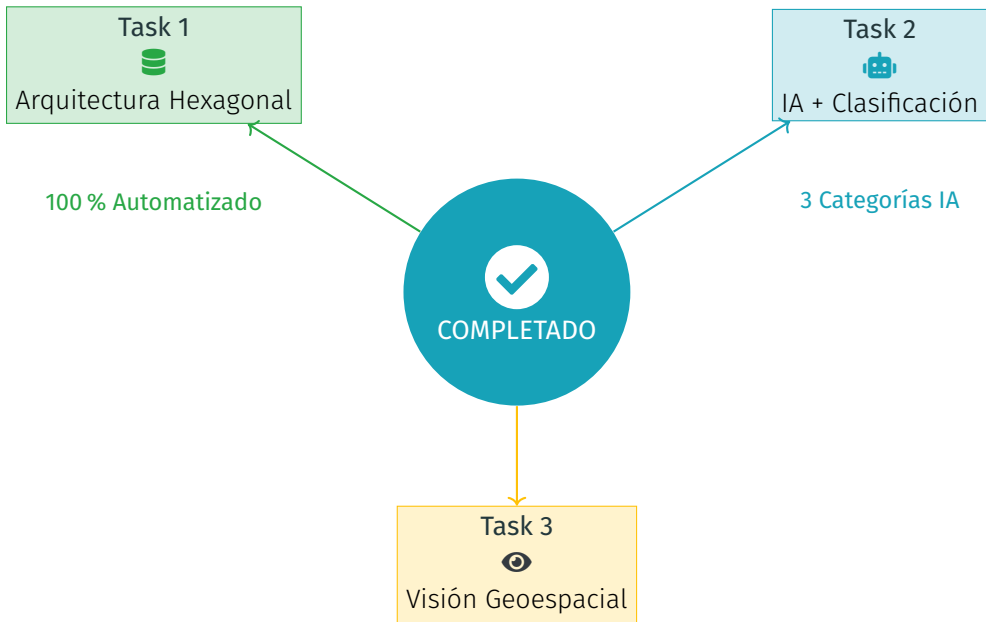 Task 1
Arquitectura Hexagonal
Task 2
IA + Clasificación
100 % Automatizado
3 Categorías IA
COMPLETADO
Task 3
Visión Geoespacial